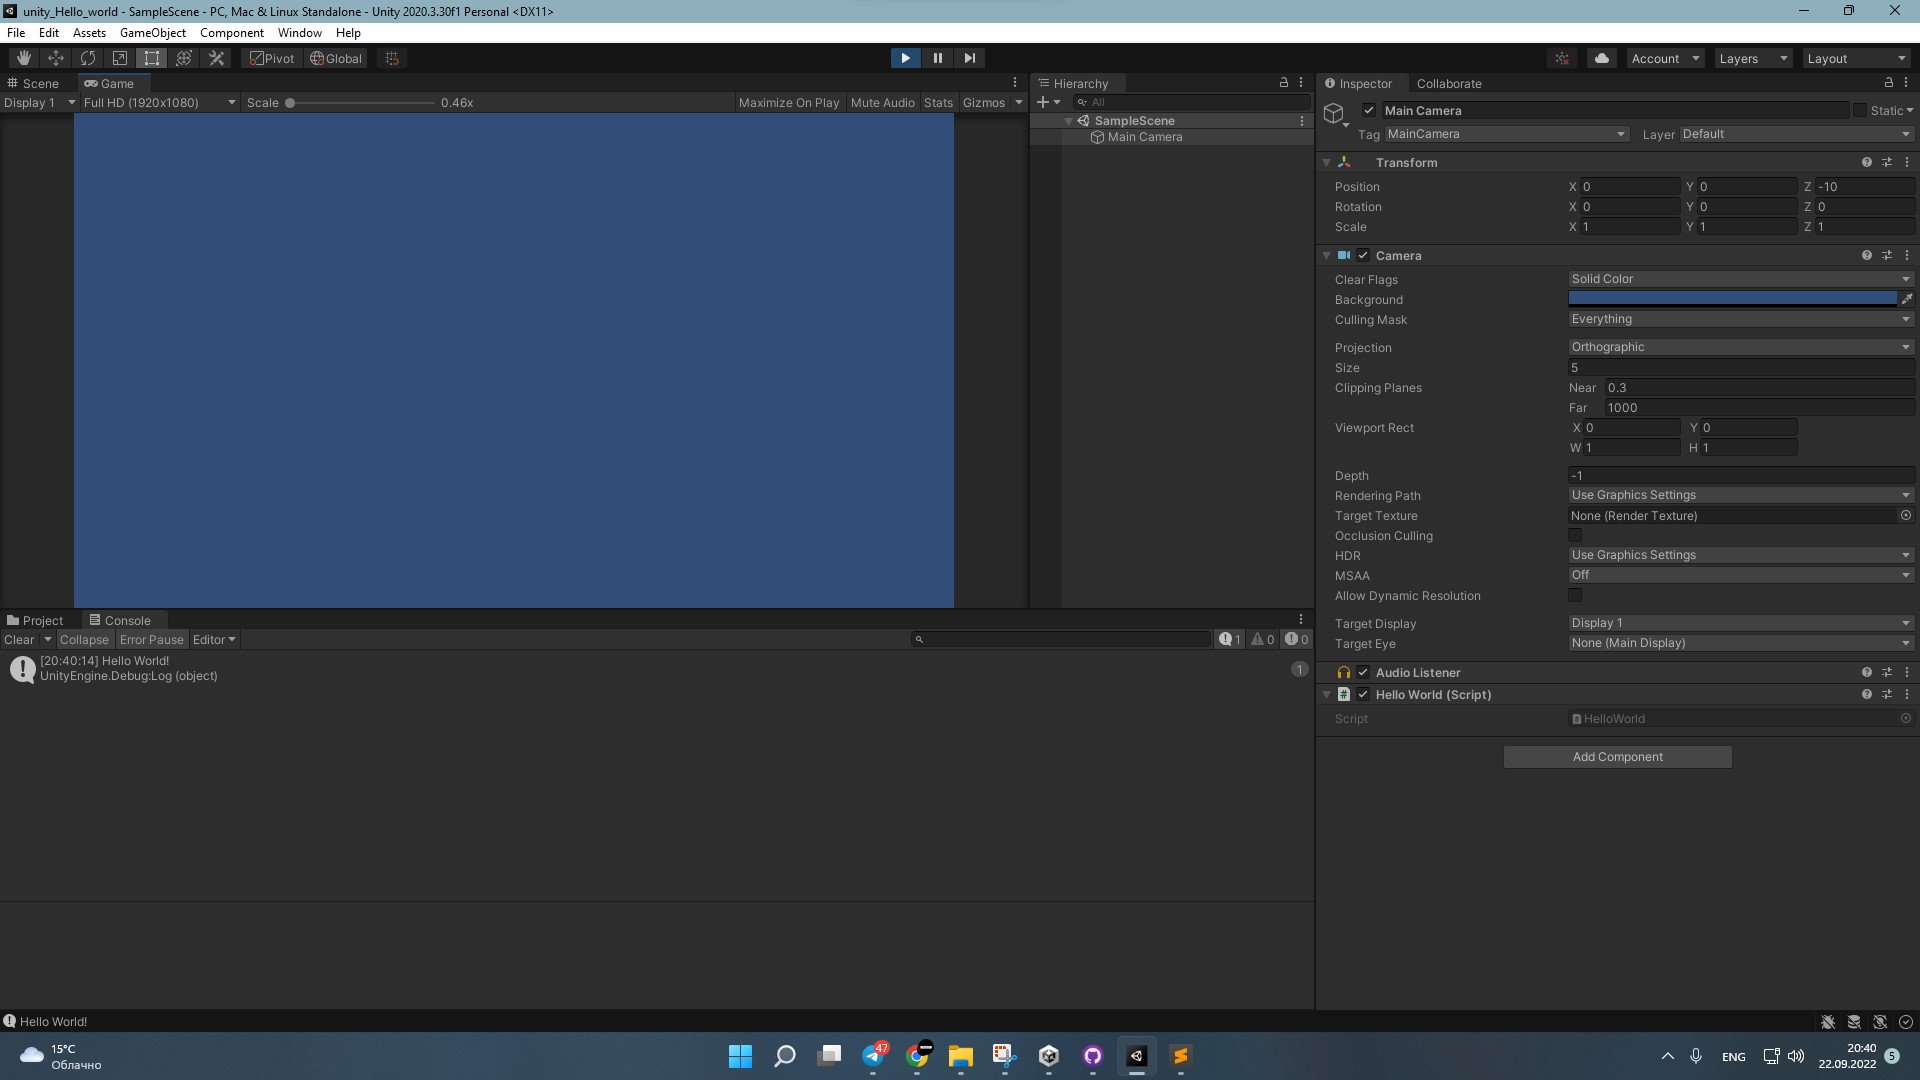 unity_Hello_world - SampleScene - PC, Mac & Linux Standalone - Unity 2020.3.30f1 Personal <DX11>
File Edit Assets GameObject Component Window Help
Pivot Global Account Layers Layout
Scene Game
Display 1 Full HD (1920x1080) Scale 0.46x Maximize On Play Mute Audio Stats Gizmos
Hierarchy
All
SampleScene
Main Camera
Inspector Collaborate
Main Camera Static
Tag MainCamera Layer Default
Transform
Position X 0 Y 0 Z -10
Rotation X 0 Y 0 Z 0
Scale X 1 Y 1 Z 1
Camera
Clear Flags Solid Color
Background
Culling Mask Everything
Projection Orthographic
Size 5
Clipping Planes Near 0.3
Far 1000
Viewport Rect X 0 Y 0
W 1 H 1
Depth -1
Rendering Path Use Graphics Settings
Target Texture None (Render Texture)
Occlusion Culling
HDR Use Graphics Settings
MSAA Off
Allow Dynamic Resolution
Target Display Display 1
Target Eye None (Main Display)
Audio Listener
Hello World (Script)
Script HelloWorld
Add Component
Project Console
Clear Collapse Error Pause Editor 1 0 0
[20:40:14] Hello World!
UnityEngine.Debug:Log (object)
1
Hello World!
15°C
Облачно
47
ENG
20:40
22.09.2022
5